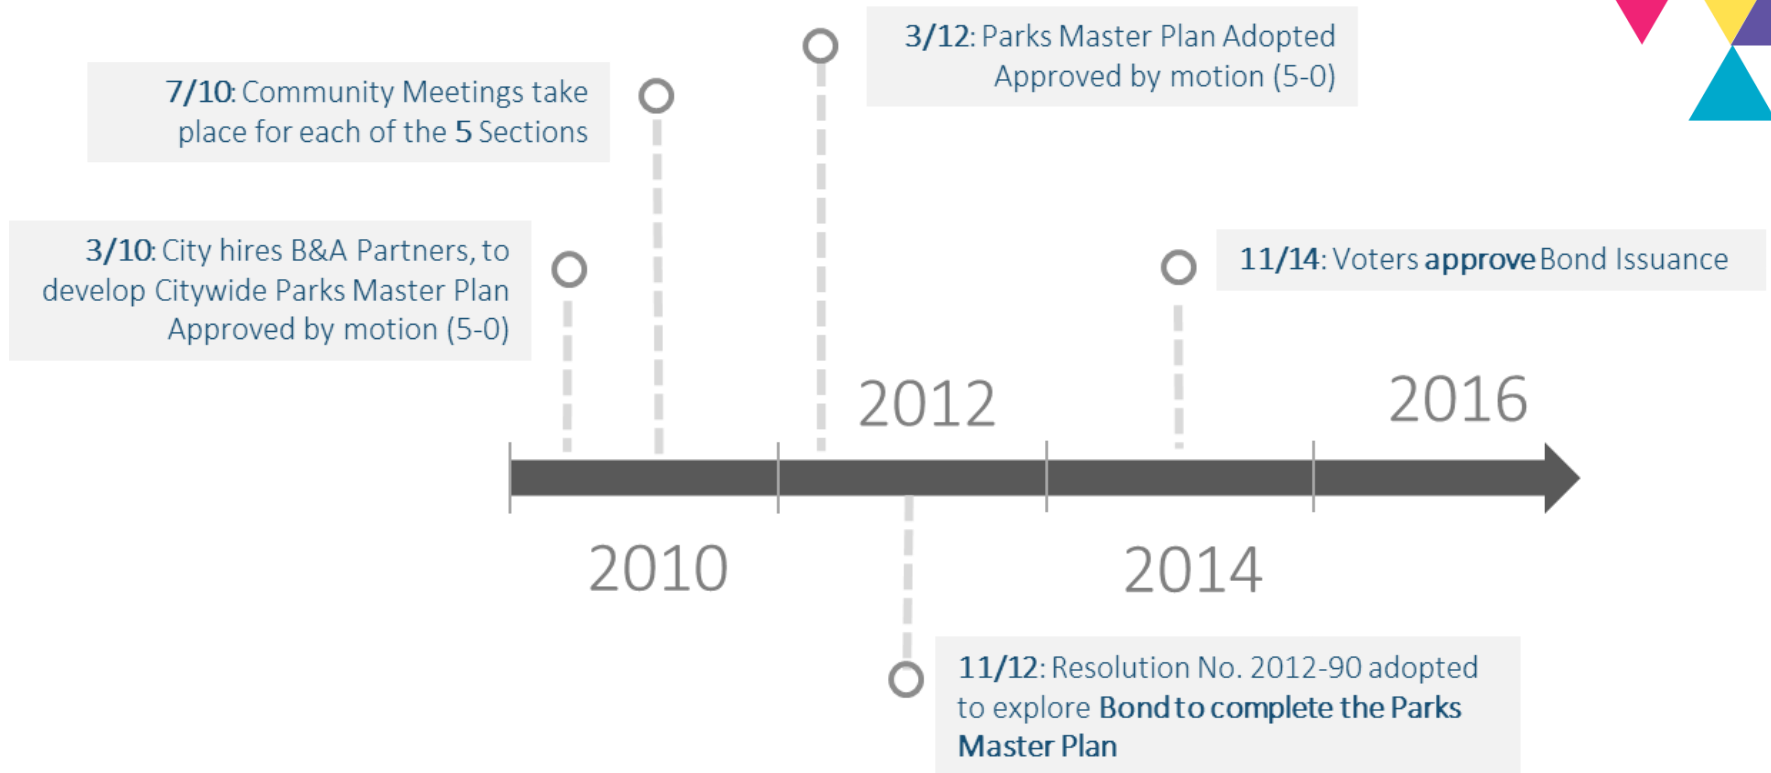 3/12: Parks Master Plan Adopted
Approved by motion (5-0)
7/10: Community Meetings take
place for each of the 5 Sections
3/10: City hires B&A Partners, to
develop Citywide Parks Master Plan
Approved by motion (5-0)
11/14: Voters approve Bond Issuance
2012
2016
2010
2014
11/12: Resolution No. 2012-90 adopted
to explore Bond to complete the Parks
Master Plan